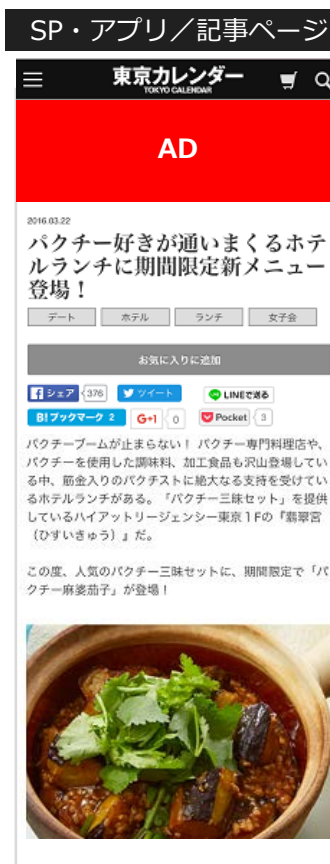 SP・アプリ／記事ページ
東京カレンダー
TOKYO CALENDAR
AD
2016.03.22
パクチー好きが通いまくるホテ
ルランチに期間限定新メニュー
登場！
デート ホテル ランチ 女子会
お気に入りに追加
シェア 376 ツイート LINEで送る
B!ブックマーク 2 G+1 0 Pocket 3
パクチーブームが止まらない！ パクチー専門料理店や、
パクチーを使用した調味料、加工食品も沢山登場してい
る中、筋金入りのパクチストに絶大なる支持を受けてい
るホテルランチがある。「パクチー三昧セット」を提供
しているハイアットリージェンシー東京１Fの『翡翠宮
（ひすいきゅう）』だ。
この度、人気のパクチー三昧セットに、期間限定で「パ
クチー麻婆茄子」が登場！